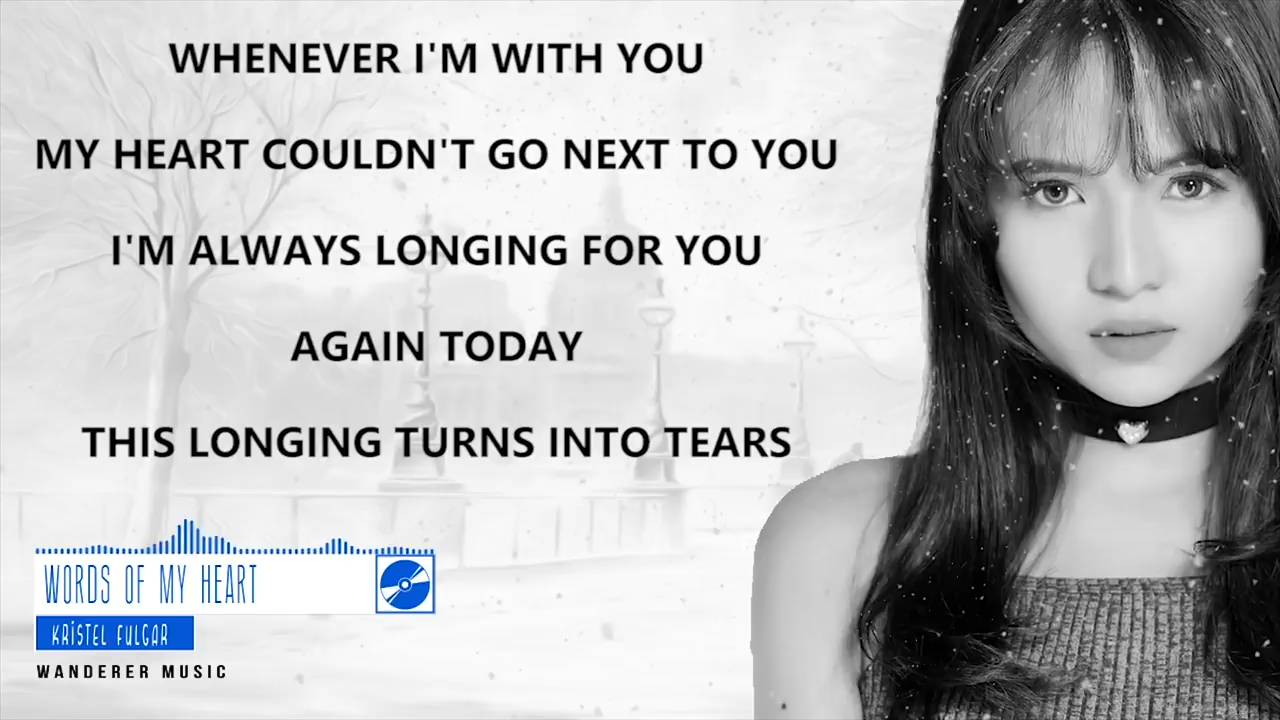 WHENEVER I'M WITH YOU
MY HEART COULDN'T GO NEXT TO YOU
I'M ALWAYS LONGING FOR YOU
AGAIN TODAY
THIS LONGING TURNS INTO TEARS
WORDS OF MY HEART
KRISTEL FULGAR
WANDERER MUSIC